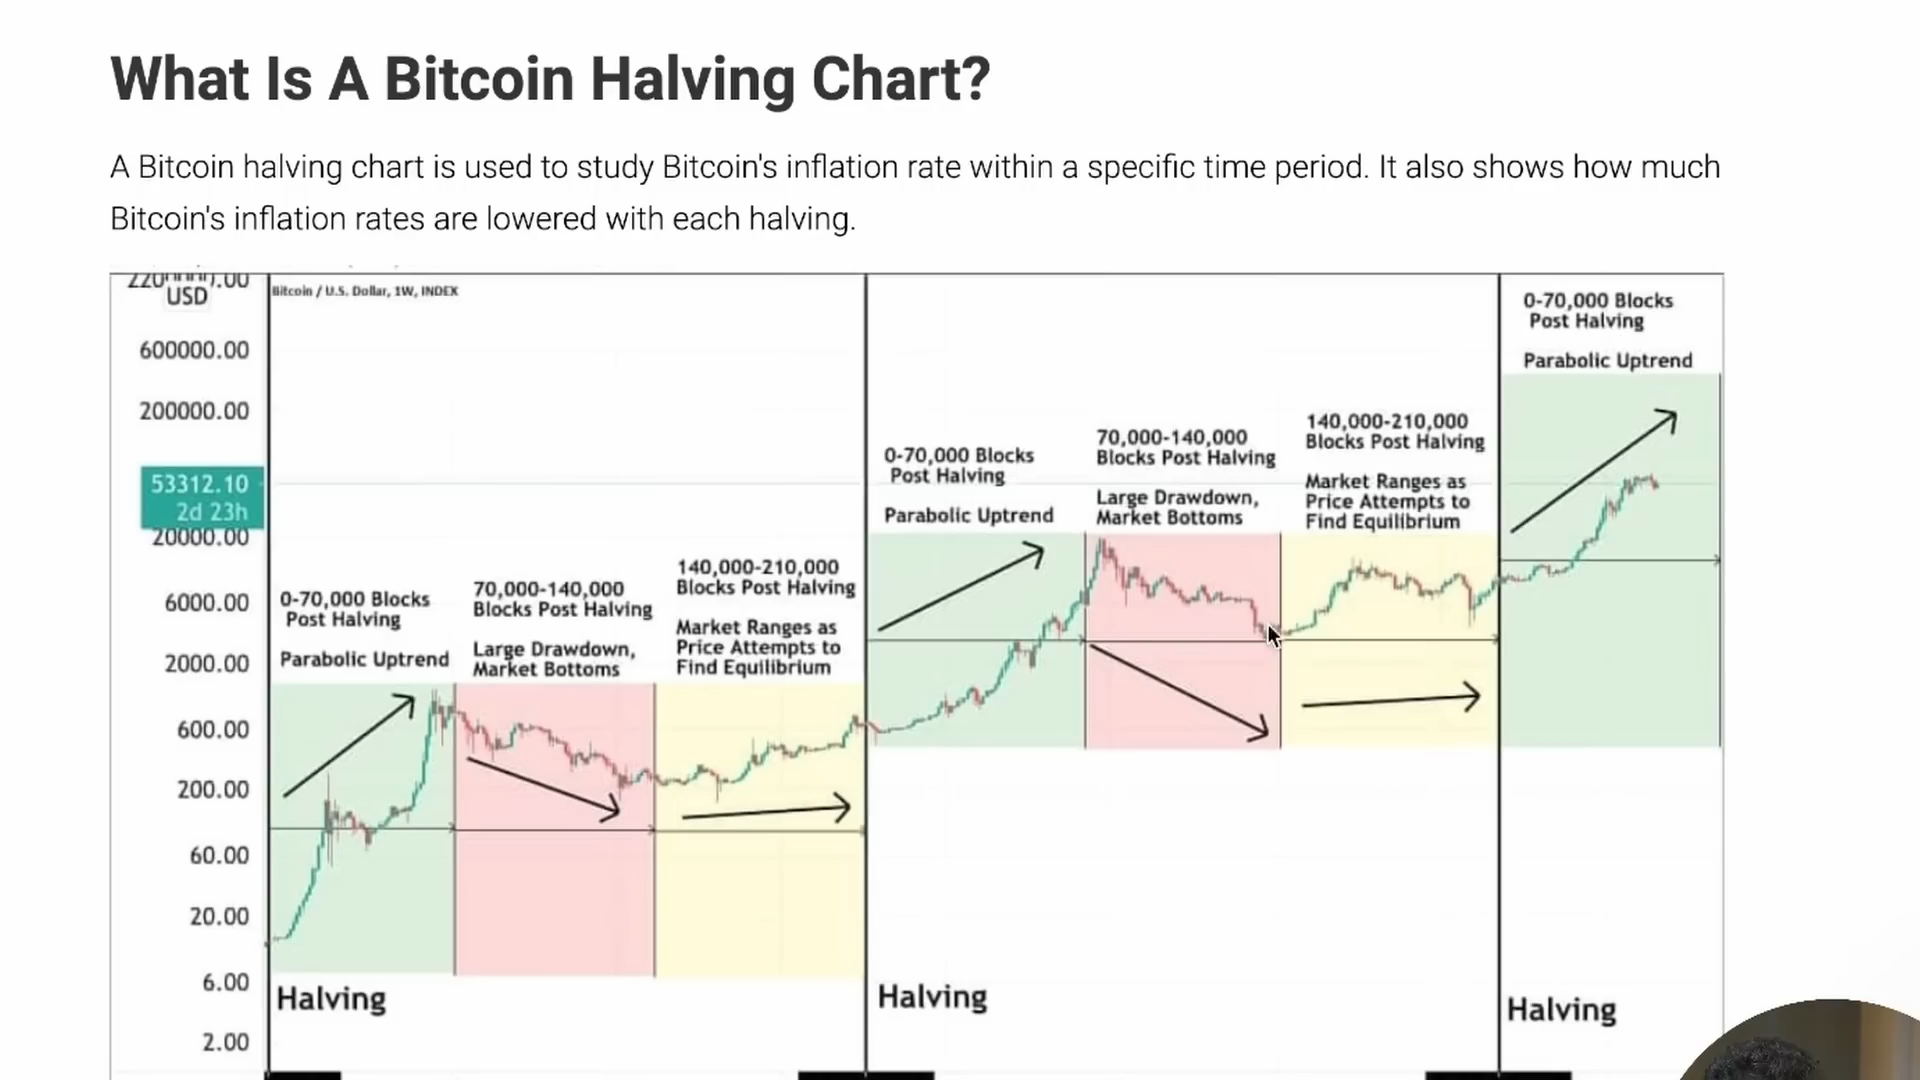 What Is A Bitcoin Halving Chart?
A Bitcoin halving chart is used to study Bitcoin's inflation rate within a specific time period. It also shows how much
Bitcoin's inflation rates are lowered with each halving.
USD
Bitcoin / U.S. Dollar, 1W, INDEX
600000.00
200000.00
53312.10
2d 23h
20000.00
6000.00
2000.00
600.00
200.00
60.00
20.00
6.00
2.00
0-70,000 Blocks
Post Halving
Parabolic Uptrend
70,000-140,000
Blocks Post Halving
Large Drawdown,
Market Bottoms
140,000-210,000
Blocks Post Halving
Market Ranges as
Price Attempts to
Find Equilibrium
Halving
0-70,000 Blocks
Post Halving
Parabolic Uptrend
70,000-140,000
Blocks Post Halving
Large Drawdown,
Market Bottoms
140,000-210,000
Blocks Post Halving
Market Ranges as
Price Attempts to
Find Equilibrium
Halving
0-70,000 Blocks
Post Halving
Parabolic Uptrend
Halving